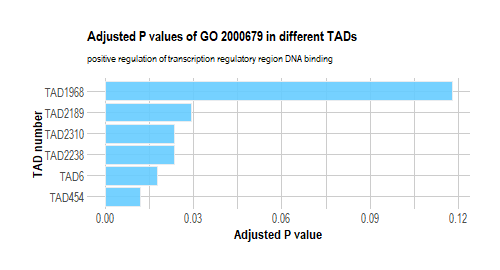 Adjusted P values of GO 2000679 in different TADs
positive regulation of transcription regulatory region DNA binding
TAD number
TAD1968
TAD2189
TAD2310
TAD2238
TAD6
TAD454
0.00 0.03 0.06 0.09 0.12
Adjusted P value